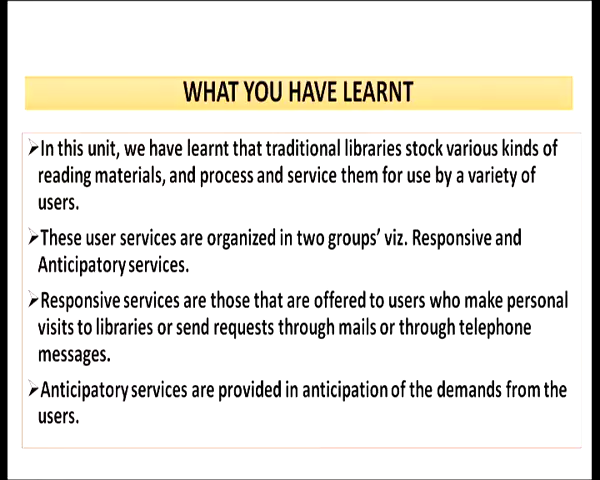 WHAT YOU HAVE LEARNT
➢In this unit, we have learnt that traditional libraries stock various kinds of
reading materials, and process and service them for use by a variety of
users.
➢These user services are organized in two groups’ viz. Responsive and
Anticipatory services.
➢Responsive services are those that are offered to users who make personal
visits to libraries or send requests through mails or through telephone
messages.
➢Anticipatory services are provided in anticipation of the demands from the
users.